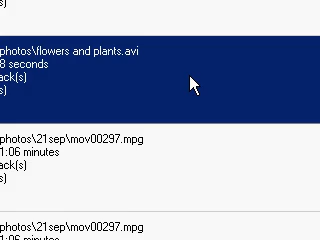 s)
photos\flowers and plants.avi
8 seconds
ack(s)
s)
photos\21sep\mov00297.mpg
1:06 minutes
ack(s)
s)
photos\21sep\mov00297.mpg
1:06 minutes